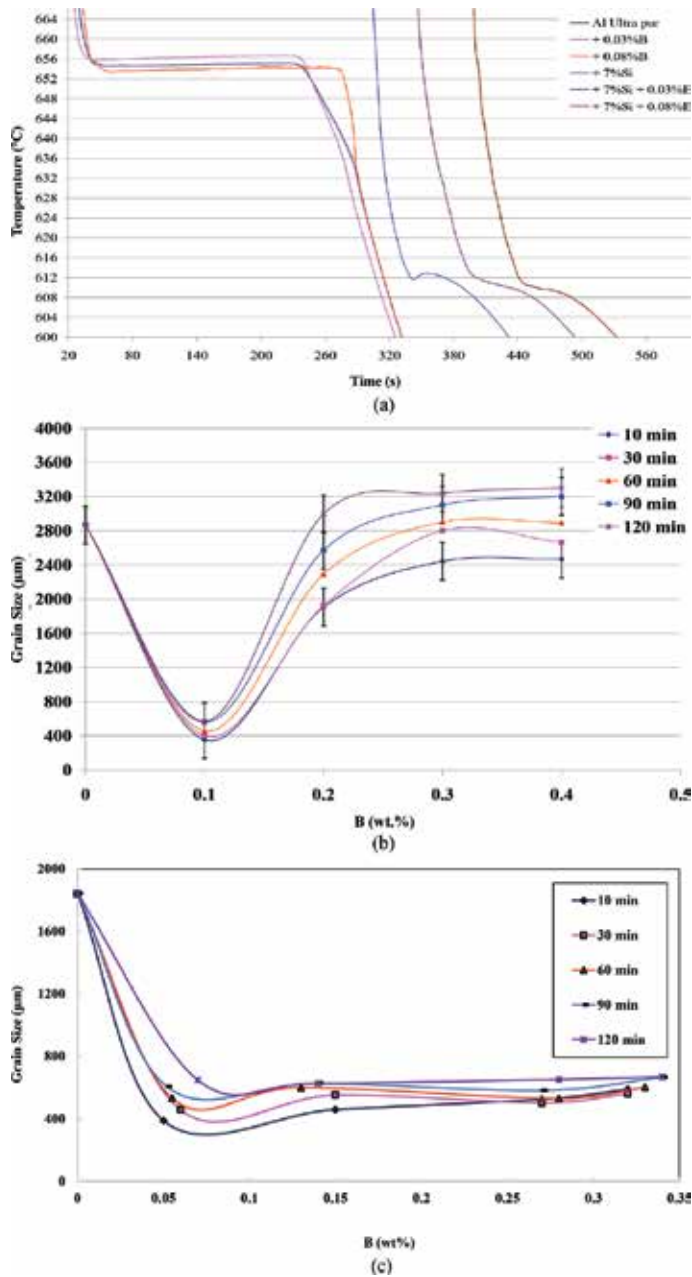 664
660
656
652
648
644
640
636
632
628
624
620
616
612
608
604
600
Temperature (°C)
Al Ultra pur
+ 0.03%B
+ 0.08%B
+ 7%Si
+ 7%Si + 0.03%E
+ 7%Si + 0.08%E
20 80 140 200 260 320 380 440 500 560
Time (s)
(a)
4000
3600
3200
2800
2400
2000
1600
1200
800
400
0
Grain Size (µm)
10 min
30 min
60 min
90 min
120 min
0 0.1 0.2 0.3 0.4 0.5
B (wt.%)
(b)
2000
1600
1200
800
400
0
Grain Size (µm)
10 min
30 min
60 min
90 min
120 min
0 0.05 0.1 0.15 0.2 0.25 0.3 0.35
B (wt%)
(c)